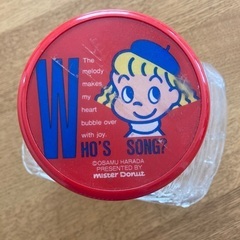 The
melody
makes
my
heart
bubble over
with joy.
WHO'S SONG?
©OSAMU HARADA
PRESENTED BY
mister Donut